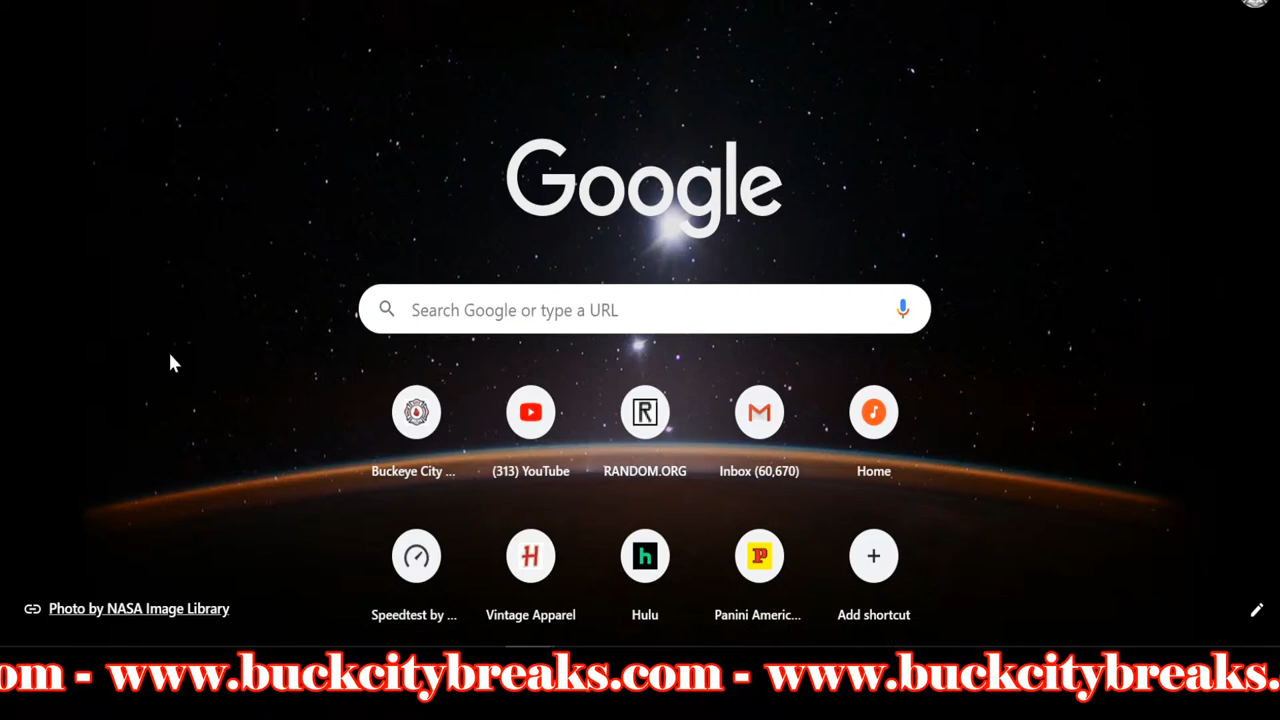 Google
Search Google or type a URL
Buckeye City ...
(313) YouTube
RANDOM.ORG
Inbox (60,670)
Home
Speedtest by ...
Vintage Apparel
Hulu
Panini Americ...
Add shortcut
Photo by NASA Image Library
om - www.buckcitybreaks.com - www.buckcitybreaks.